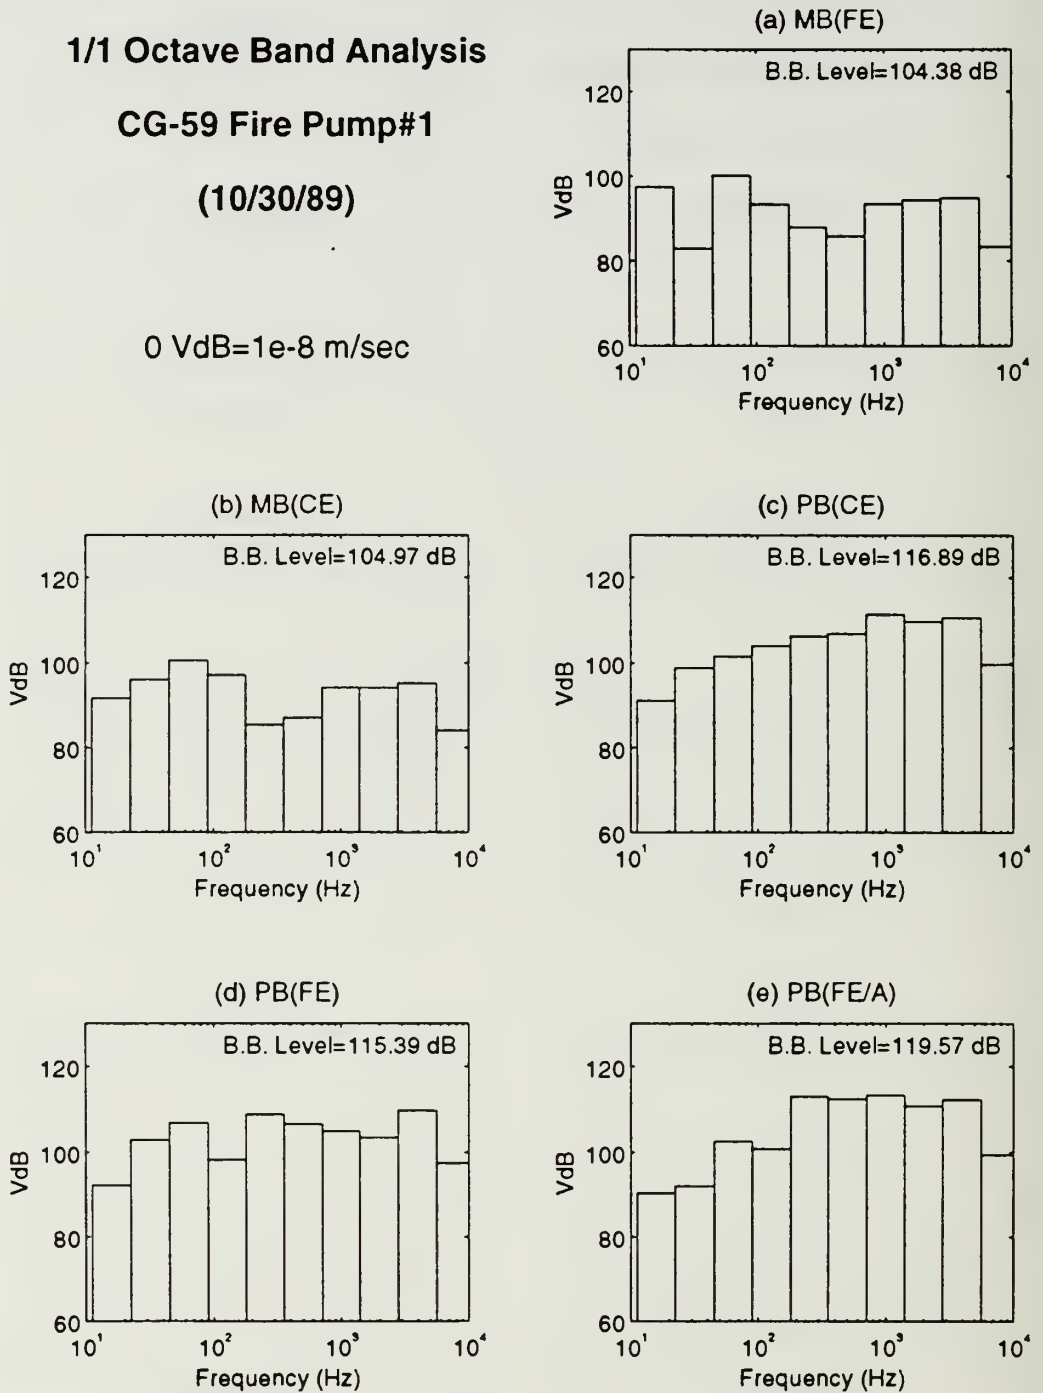 1/1 Octave Band Analysis
CG-59 Fire Pump#1
(10/30/89)
0 VdB=1e-8 m/sec
(a) MB(FE)
B.B. Level=104.38 dB
VdB
120
100
80
60
10¹ 10² 10³ 10⁴
Frequency (Hz)
(b) MB(CE)
B.B. Level=104.97 dB
VdB
120
100
80
60
10¹ 10² 10³ 10⁴
Frequency (Hz)
(c) PB(CE)
B.B. Level=116.89 dB
VdB
120
100
80
60
10¹ 10² 10³ 10⁴
Frequency (Hz)
(d) PB(FE)
B.B. Level=115.39 dB
VdB
120
100
80
60
10¹ 10² 10³ 10⁴
Frequency (Hz)
(e) PB(FE/A)
B.B. Level=119.57 dB
VdB
120
100
80
60
10¹ 10² 10³ 10⁴
Frequency (Hz)